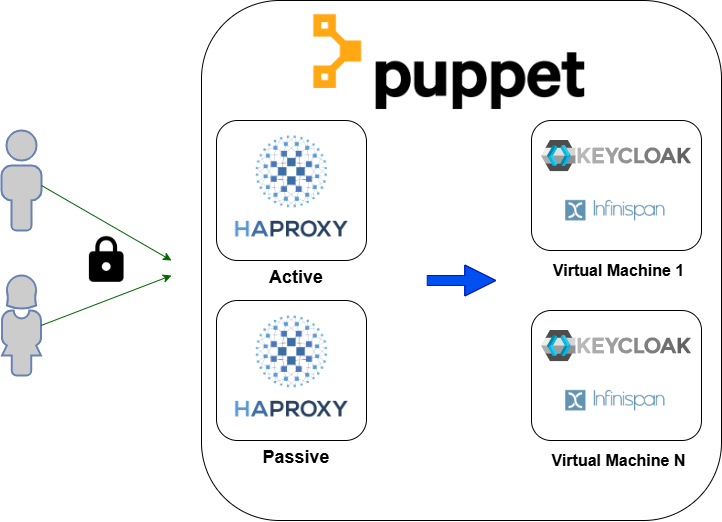 puppet
HAPROXY
Active
HAPROXY
Passive
KEYCLOAK
Infinispan
Virtual Machine 1
KEYCLOAK
Infinispan
Virtual Machine N